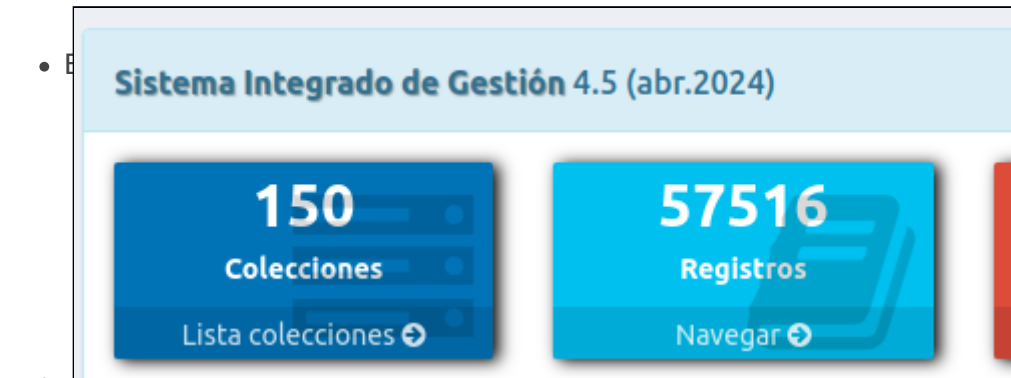 Sistema Integrado de Gestión 4.5 (abr.2024)
150
Colecciones
Lista colecciones
57516
Registros
Navegar